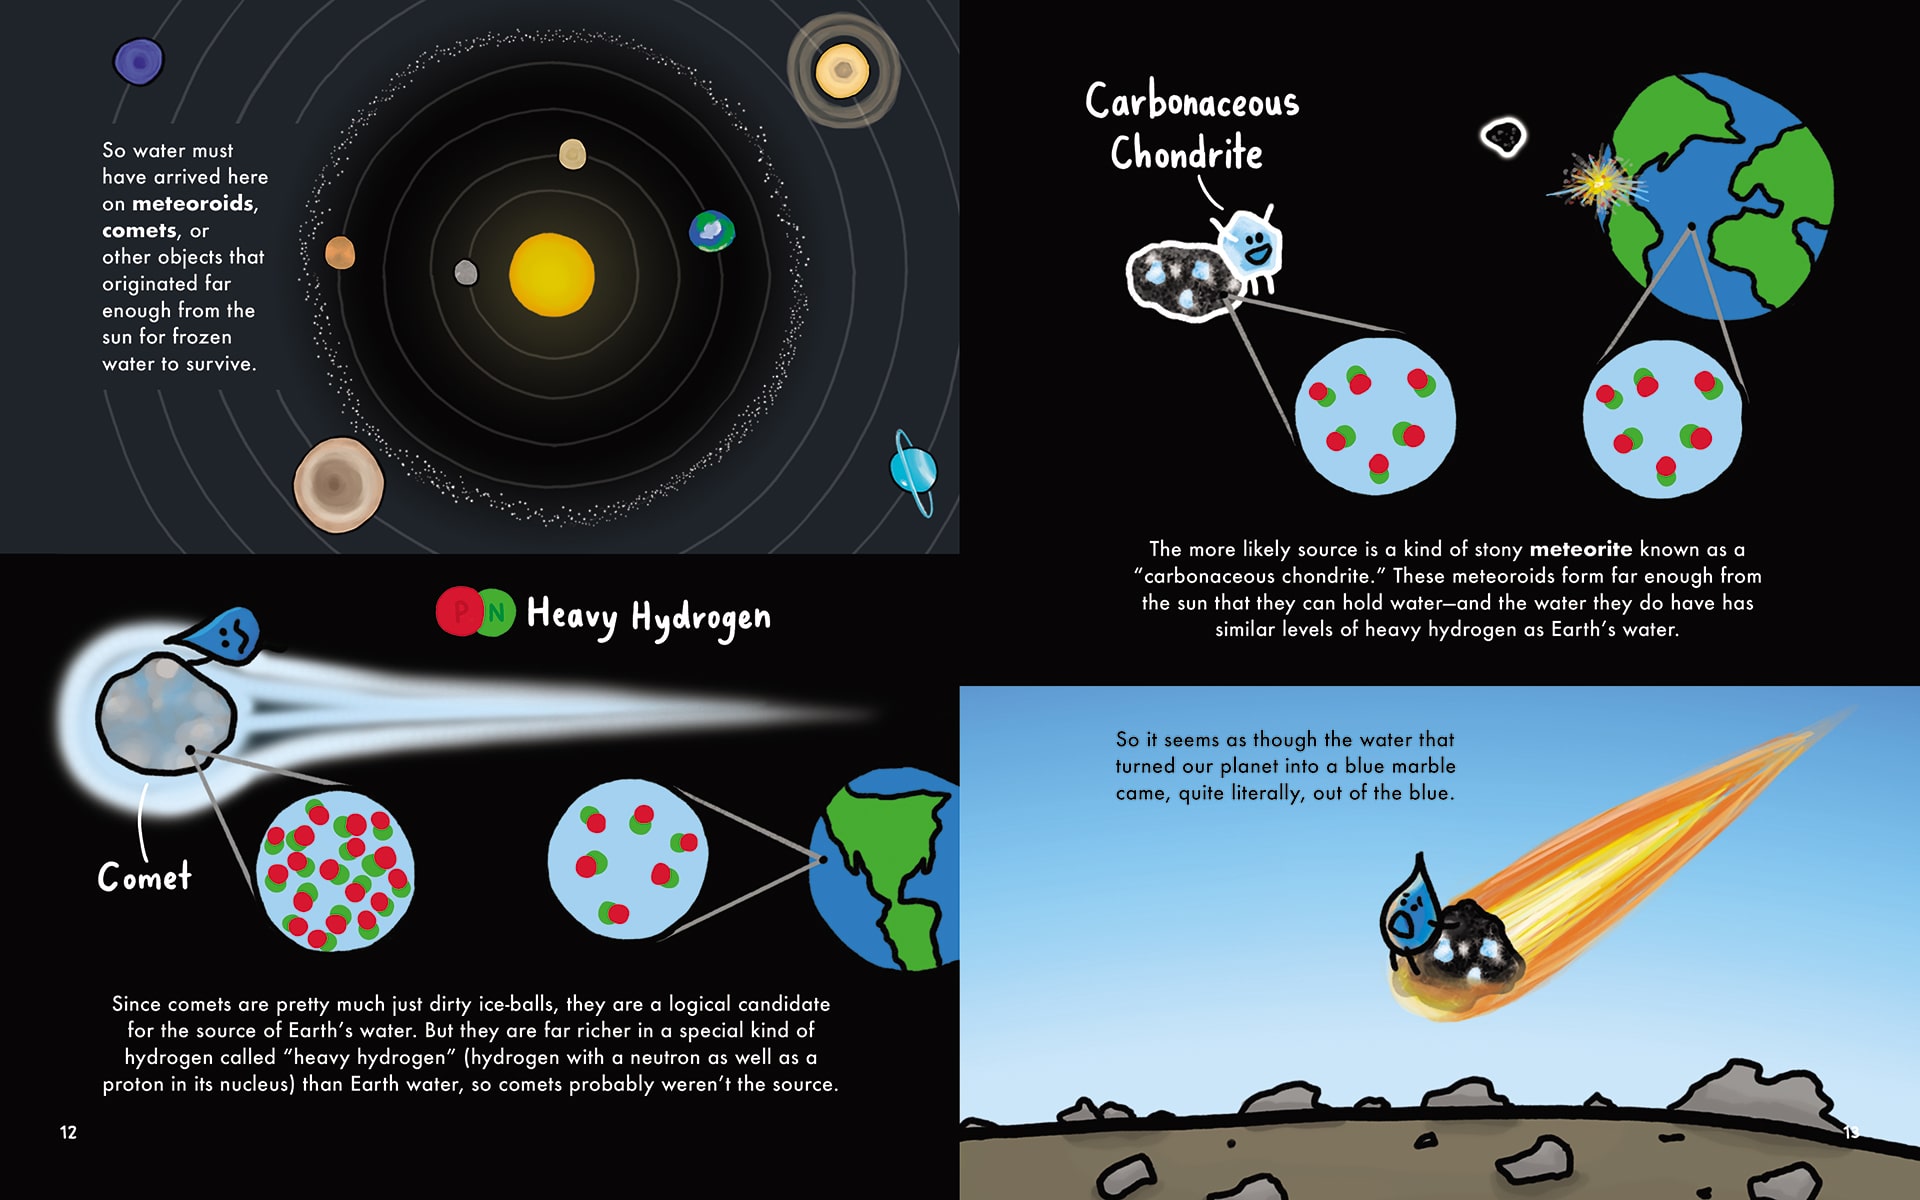 So water must
have arrived here
on meteoroids,
comets, or
other objects that
originated far
enough from the
sun for frozen
water to survive.
P N Heavy Hydrogen
Comet
Since comets are pretty much just dirty ice-balls, they are a logical candidate
for the source of Earth’s water. But they are far richer in a special kind of
hydrogen called “heavy hydrogen” (hydrogen with a neutron as well as a
proton in its nucleus) than Earth water, so comets probably weren’t the source.
12
Carbonaceous
Chondrite
The more likely source is a kind of stony meteorite known as a
“carbonaceous chondrite.” These meteoroids form far enough from
the sun that they can hold water—and the water they do have has
similar levels of heavy hydrogen as Earth’s water.
So it seems as though the water that
turned our planet into a blue marble
came, quite literally, out of the blue.
13